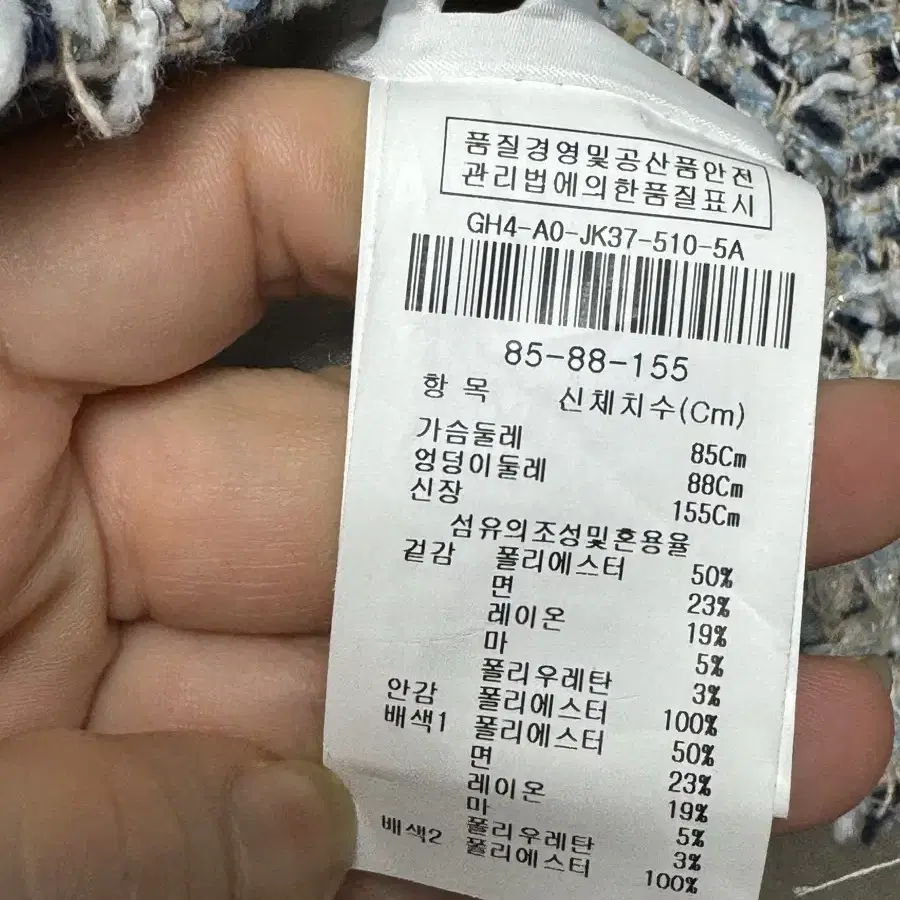 품질경영및공산품안전
관리법에의한품질표시
GH4-A0-JK37-510-5A
85-88-155
항 목 신체치수(Cm)
가슴둘레 85Cm
엉덩이둘레 88Cm
신장 155Cm
섬유의조성및혼용율
겉감 폴리에스터 50%
면 23%
레이온 19%
마 5%
폴리우레탄 3%
안감 폴리에스터 100%
배색1 폴리에스터 50%
면 23%
레이온 19%
마 5%
폴리우레탄 3%
배색2 폴리에스터 100%